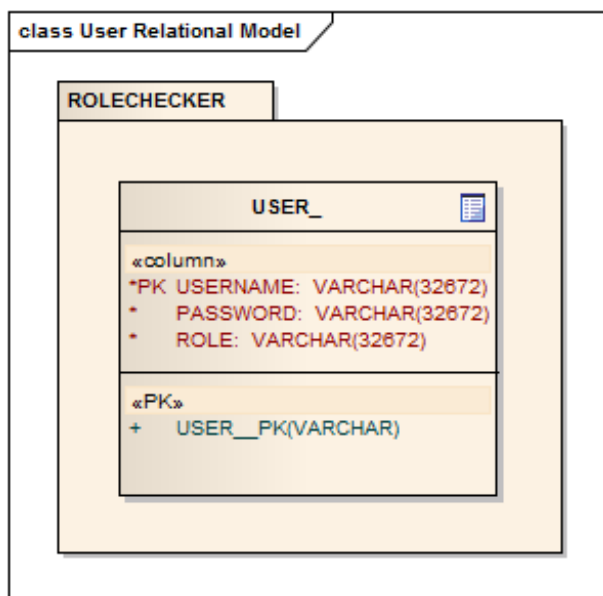 class User Relational Model
ROLECHECKER
USER_
«column»
*PK USERNAME: VARCHAR(32672)
* PASSWORD: VARCHAR(32672)
* ROLE: VARCHAR(32672)
«PK»
+ USER__PK(VARCHAR)